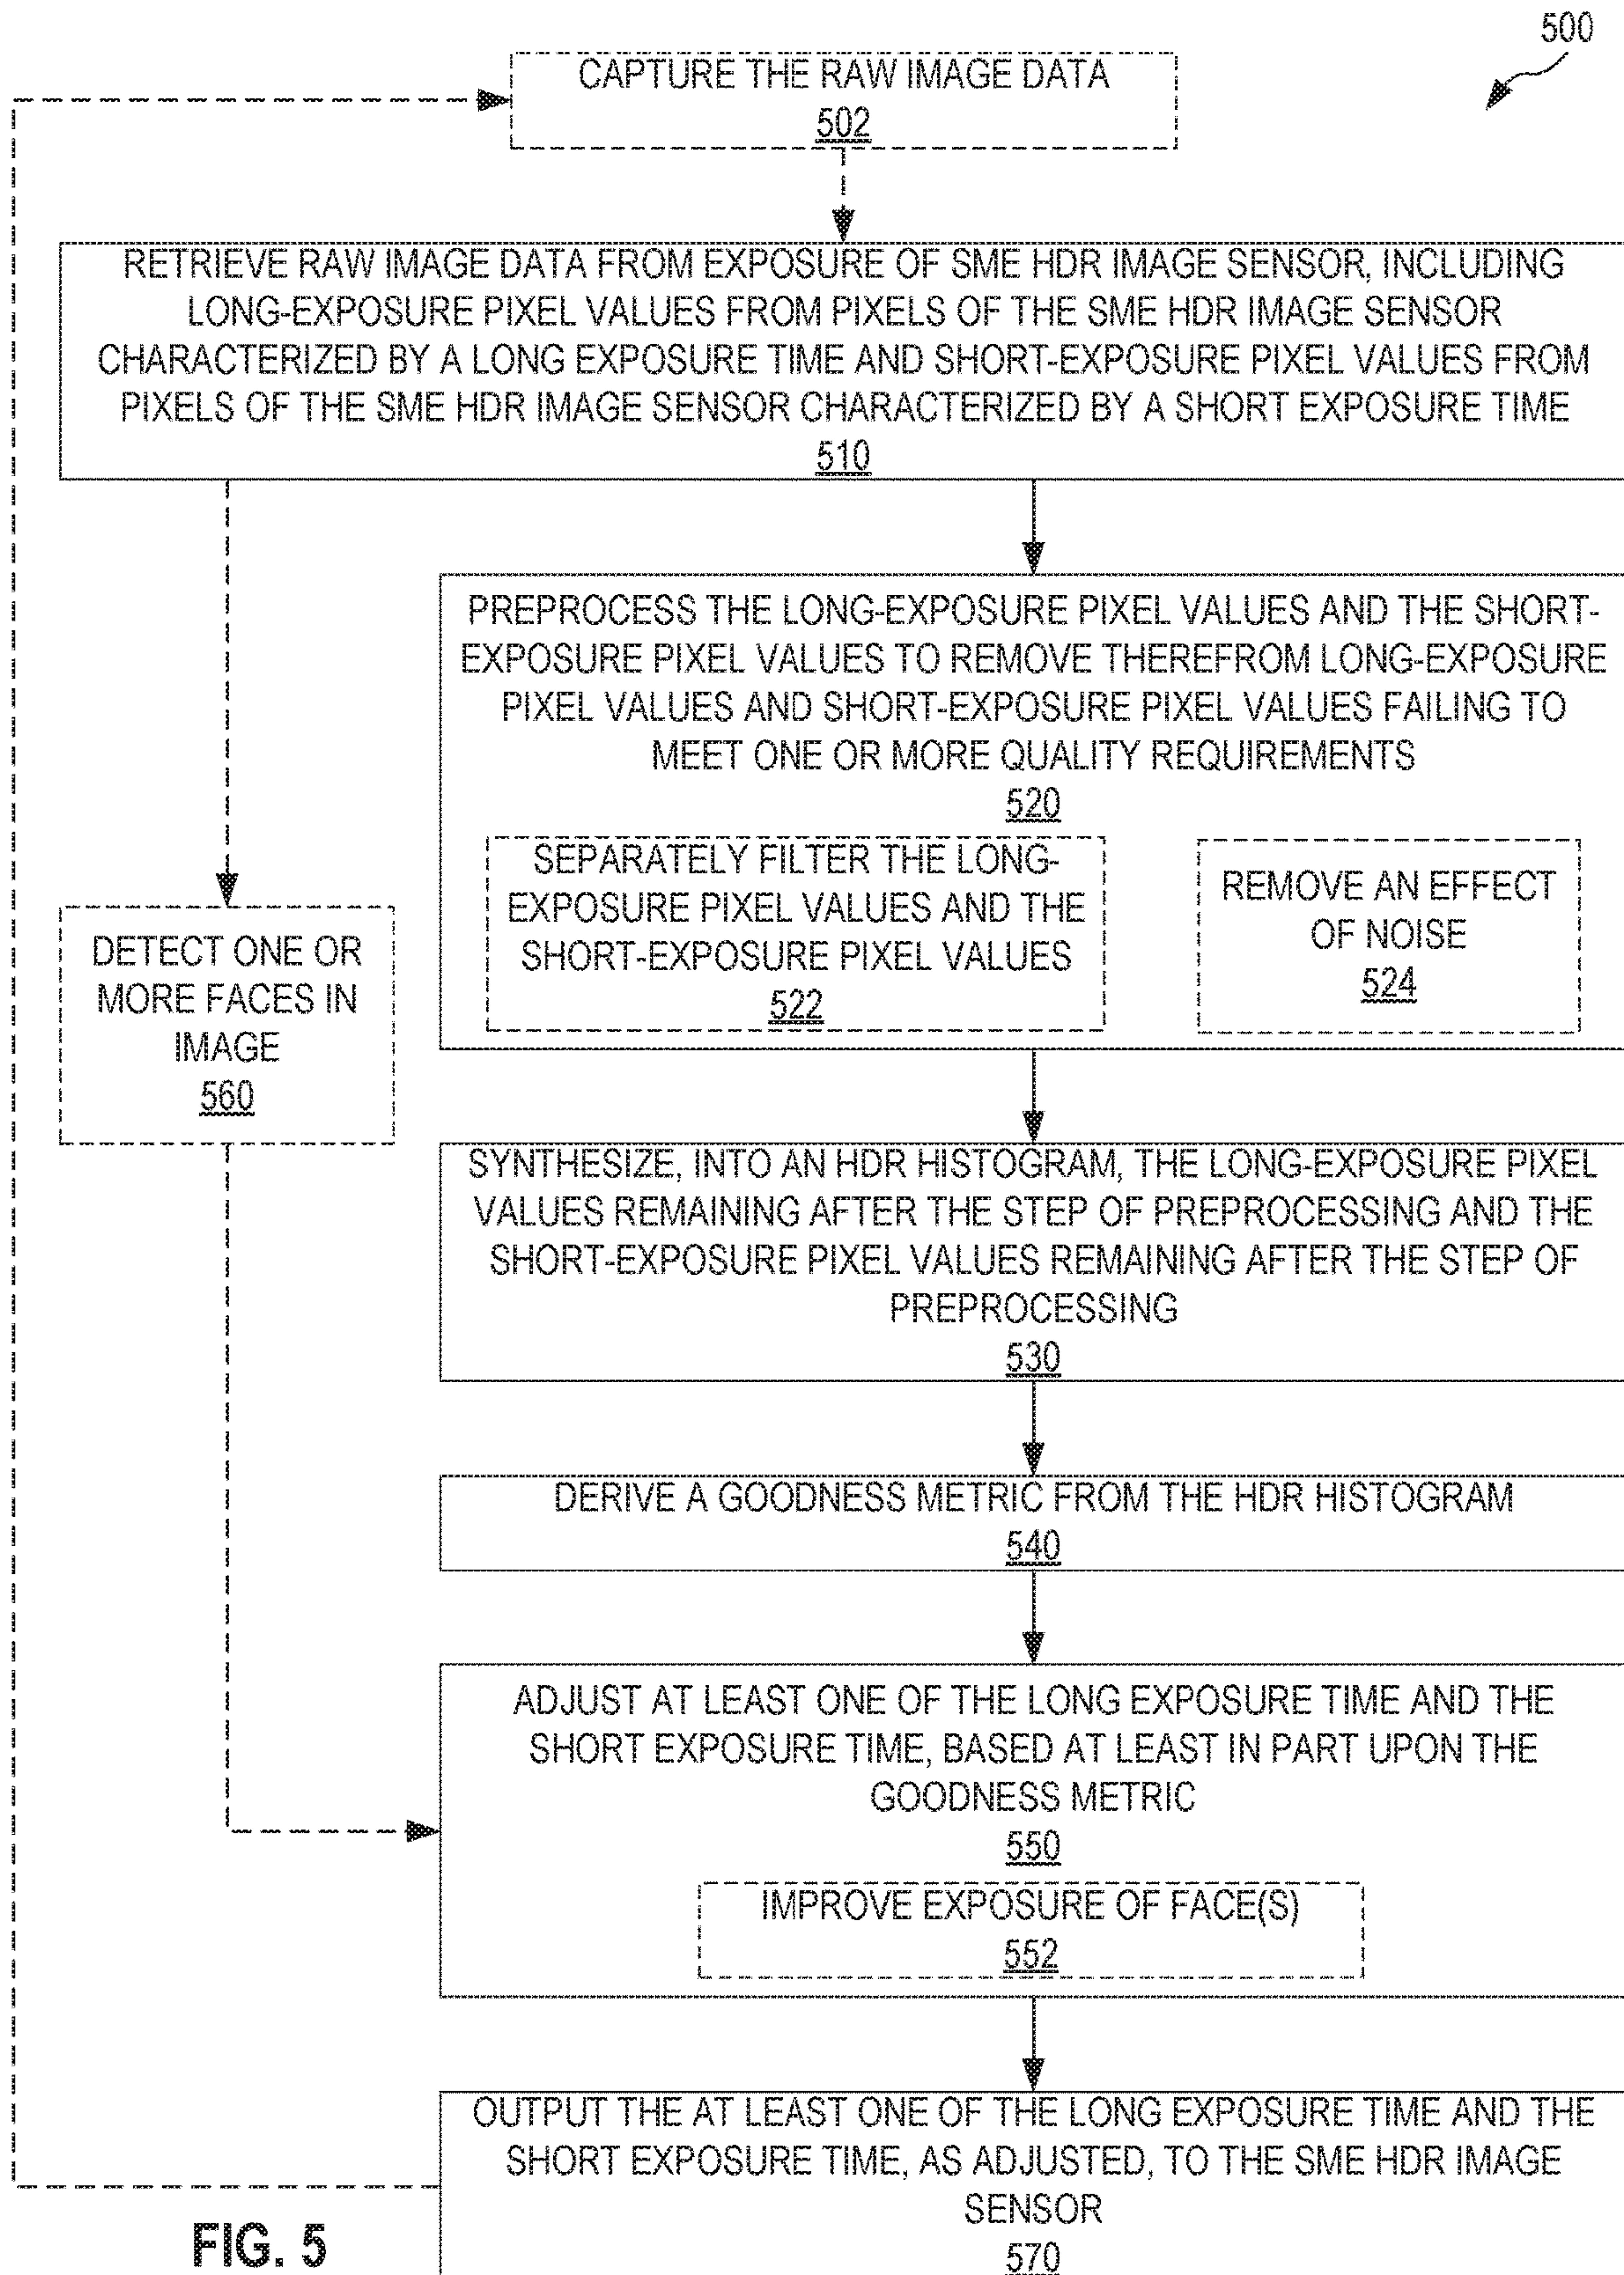 500
CAPTURE THE RAW IMAGE DATA
502
RETRIEVE RAW IMAGE DATA FROM EXPOSURE OF SME HDR IMAGE SENSOR, INCLUDING
LONG-EXPOSURE PIXEL VALUES FROM PIXELS OF THE SME HDR IMAGE SENSOR
CHARACTERIZED BY A LONG EXPOSURE TIME AND SHORT-EXPOSURE PIXEL VALUES FROM
PIXELS OF THE SME HDR IMAGE SENSOR CHARACTERIZED BY A SHORT EXPOSURE TIME
510
PREPROCESS THE LONG-EXPOSURE PIXEL VALUES AND THE SHORT-
EXPOSURE PIXEL VALUES TO REMOVE THEREFROM LONG-EXPOSURE
PIXEL VALUES AND SHORT-EXPOSURE PIXEL VALUES FAILING TO
MEET ONE OR MORE QUALITY REQUIREMENTS
520
SEPARATELY FILTER THE LONG-
EXPOSURE PIXEL VALUES AND THE
SHORT-EXPOSURE PIXEL VALUES
522
REMOVE AN EFFECT
OF NOISE
524
DETECT ONE OR
MORE FACES IN
IMAGE
560
SYNTHESIZE, INTO AN HDR HISTOGRAM, THE LONG-EXPOSURE PIXEL
VALUES REMAINING AFTER THE STEP OF PREPROCESSING AND THE
SHORT-EXPOSURE PIXEL VALUES REMAINING AFTER THE STEP OF
PREPROCESSING
530
DERIVE A GOODNESS METRIC FROM THE HDR HISTOGRAM
540
ADJUST AT LEAST ONE OF THE LONG EXPOSURE TIME AND THE
SHORT EXPOSURE TIME, BASED AT LEAST IN PART UPON THE
GOODNESS METRIC
550
IMPROVE EXPOSURE OF FACE(S)
552
OUTPUT THE AT LEAST ONE OF THE LONG EXPOSURE TIME AND THE
SHORT EXPOSURE TIME, AS ADJUSTED, TO THE SME HDR IMAGE
SENSOR
570
FIG. 5